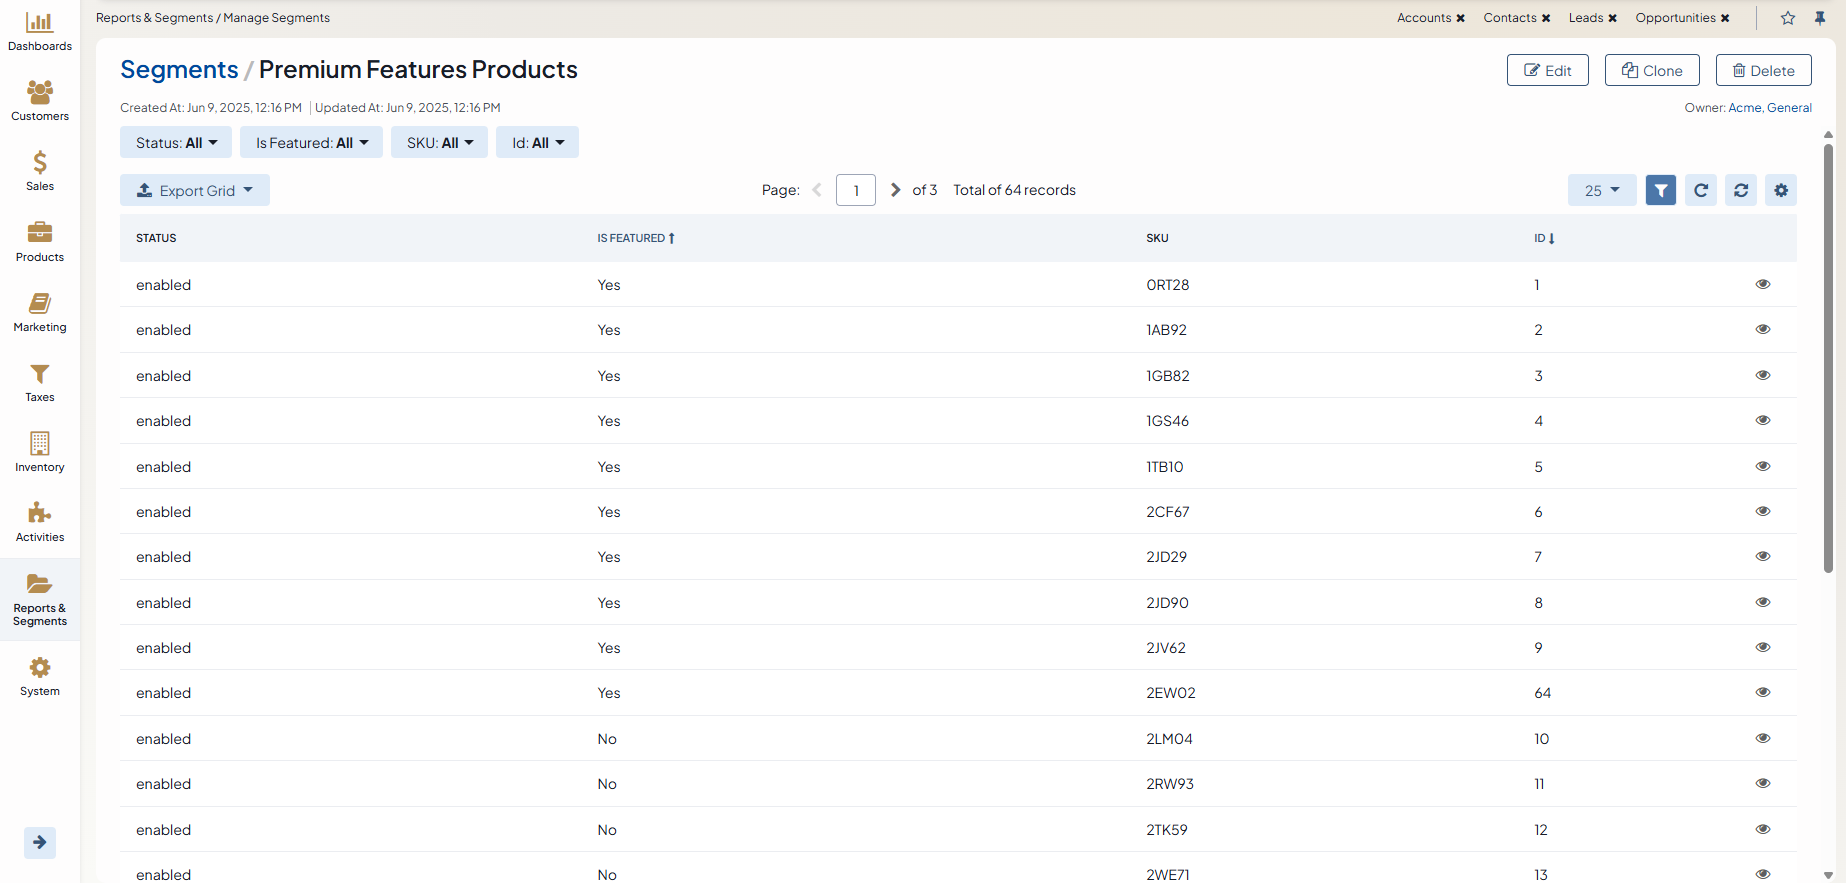 Reports & Segments / Manage Segments
Accounts ✖ Contacts ✖ Leads ✖ Opportunities ✖
Dashboards
Customers
Sales
Products
Marketing
Taxes
Inventory
Activities
Reports &
Segments
System
Segments / Premium Features Products
Edit Clone Delete
Created At: Jun 9, 2025, 12:16 PM | Updated At: Jun 9, 2025, 12:16 PM
Owner: Acme, General
Status: All Is Featured: All SKU: All Id: All
Export Grid Page: 1 of 3 Total of 64 records 25
STATUS IS FEATURED SKU ID
enabled Yes 0RT28 1
enabled Yes 1AB92 2
enabled Yes 1GB82 3
enabled Yes 1GS46 4
enabled Yes 1TB10 5
enabled Yes 2CF67 6
enabled Yes 2JD29 7
enabled Yes 2JD90 8
enabled Yes 2JV62 9
enabled Yes 2EW02 64
enabled No 2LM04 10
enabled No 2RW93 11
enabled No 2TK59 12
enabled No 2WE71 13